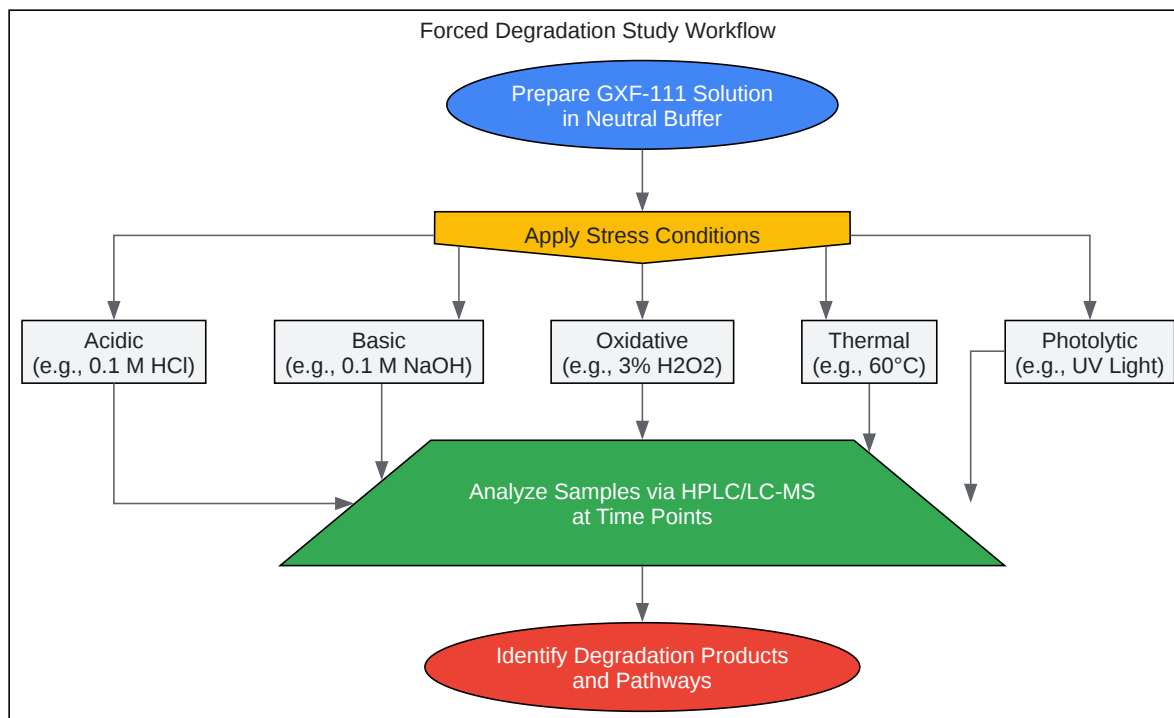 Forced Degradation Study Workflow
Prepare GXF-111 Solution
in Neutral Buffer
Apply Stress Conditions
Acidic
(e.g., 0.1 M HCl)
Basic
(e.g., 0.1 M NaOH)
Oxidative
(e.g., 3% H2O2)
Thermal
(e.g., 60°C)
Photolytic
(e.g., UV Light)
Analyze Samples via HPLC/LC-MS
at Time Points
Identify Degradation Products
and Pathways